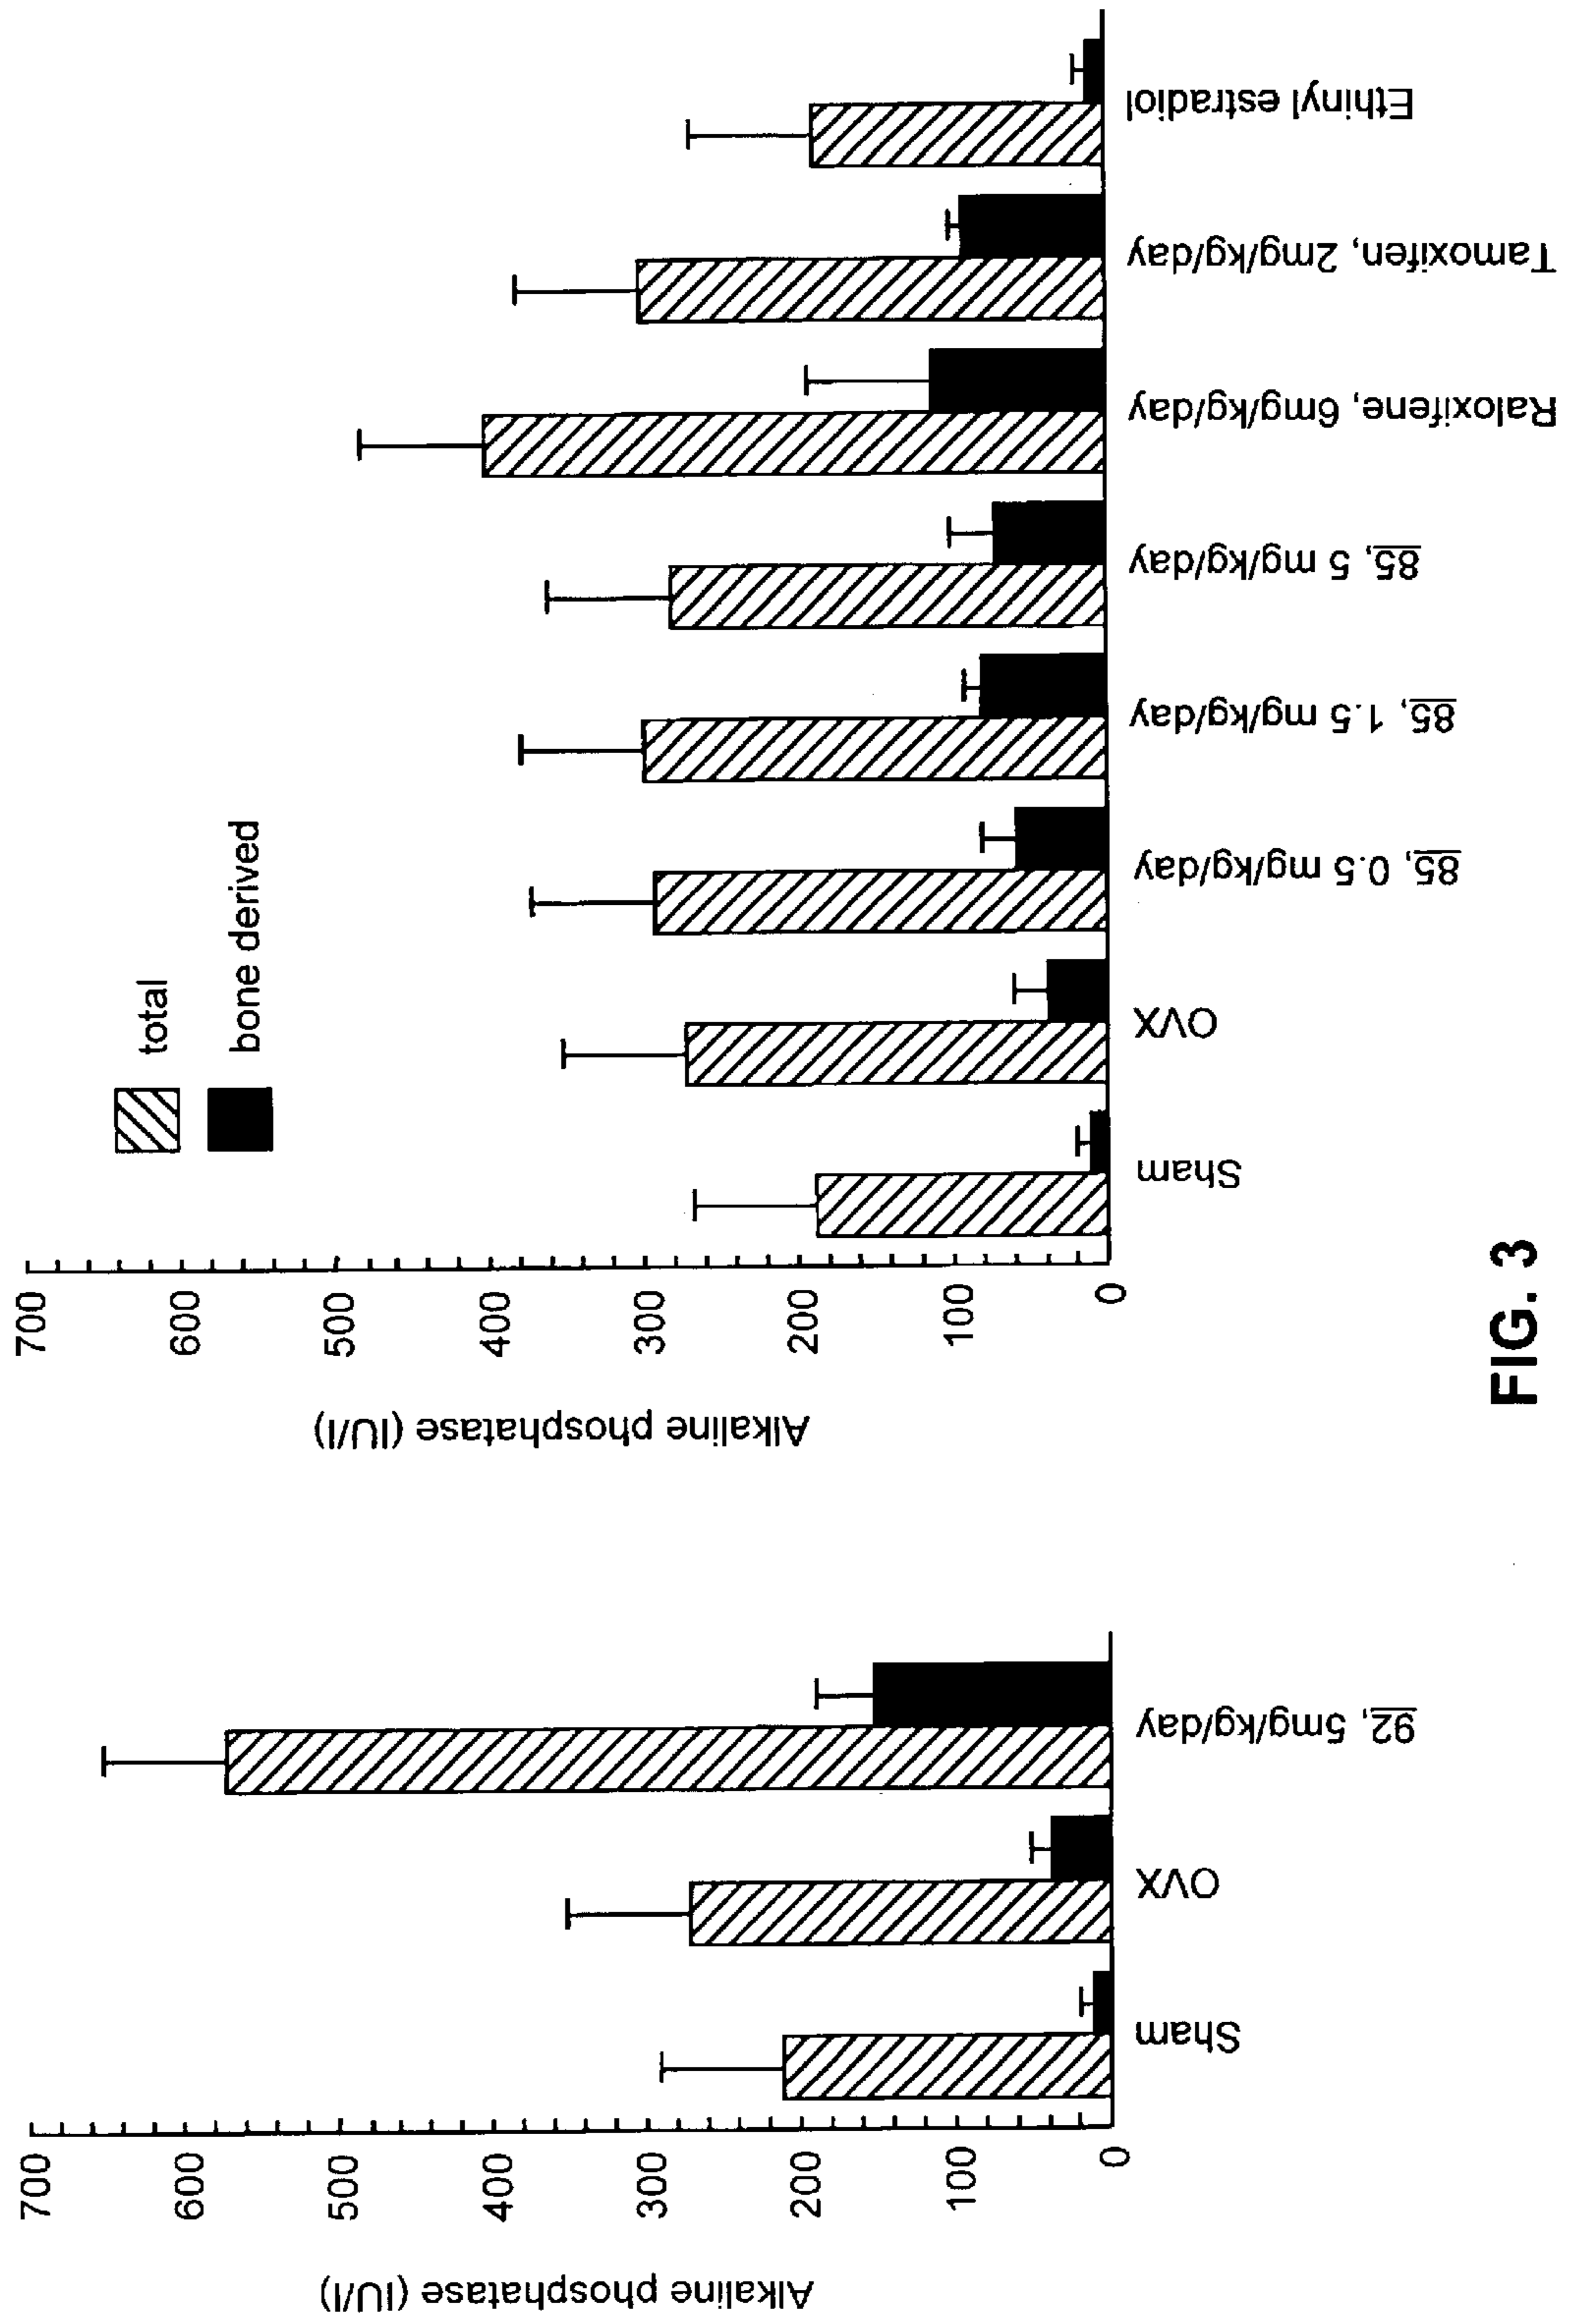 total
bone derived
Alkaline phosphatase (IU/l)
700
600
500
400
300
200
100
0
Sham
OVX
92, 5mg/kg/day
Alkaline phosphatase (IU/l)
700
600
500
400
300
200
100
0
Sham
OVX
85, 0.5 mg/kg/day
85, 1.5 mg/kg/day
85, 5 mg/kg/day
Raloxifene, 6mg/kg/day
Tamoxifen, 2mg/kg/day
Ethinyl estradiol
FIG. 3